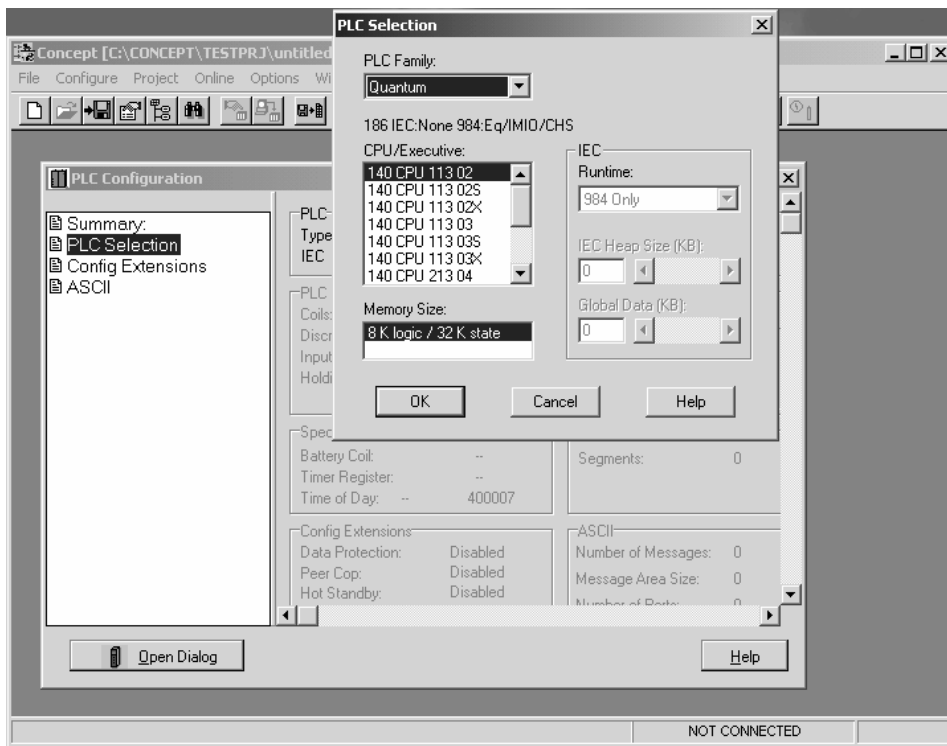 PLC Selection
Concept [C:\CONCEPT\TESTPRJ\untitled
File Configure Project Online Options Wi
PLC Family:
Quantum
186 IEC:None 984:Eq/IMIO/CHS
CPU/Executive:
140 CPU 113 02
140 CPU 113 02S
140 CPU 113 02X
140 CPU 113 03
140 CPU 113 03S
140 CPU 113 03X
140 CPU 213 04
Memory Size:
8 K logic / 32 K state
IEC
Runtime:
984 Only
IEC Heap Size (KB):
0
Global Data (KB):
0
OK Cancel Help
PLC Configuration
Summary:
PLC Selection
Config Extensions
ASCII
PLC
Type
IEC
PLC
Coils:
Discr
Input
Holdi
Spec
Battery Coil: --
Timer Register: --
Time of Day: -- 400007
Segments: 0
Config Extensions
Data Protection: Disabled
Peer Cop: Disabled
Hot Standby: Disabled
ASCII
Number of Messages: 0
Message Area Size: 0
Number of Ports: 0
Open Dialog
Help
NOT CONNECTED